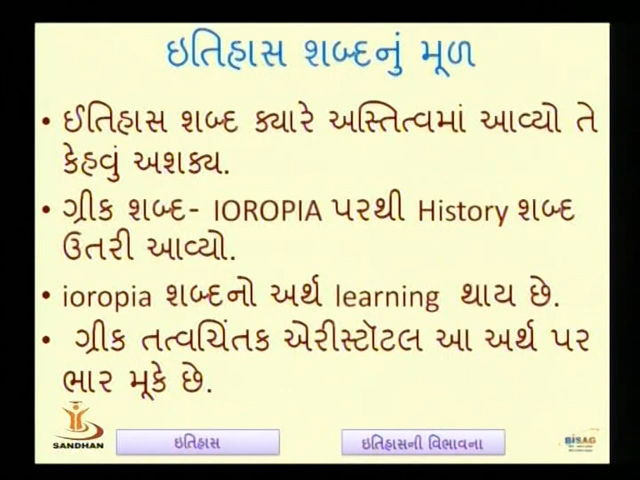 ઇતિહાસ શબ્દનું મૂળ
• ઈતિહાસ શબ્દ ક્યારે અસ્તિત્વમાં આવ્યો તે
કેહવું અશક્ય.
• ગ્રીક શબ્દ- IOROPIA પરથી History શબ્દ
ઉતરી આવ્યો.
• ioropia શબ્દનો અર્થ learning થાય છે.
• ગ્રીક તત્વચિંતક એરીસ્ટૉટલ આ અર્થ પર
ભાર મૂકે છે.
SANDHAN
ઇતિહાસ
ઇતિહાસની વિભાવના
BISAG